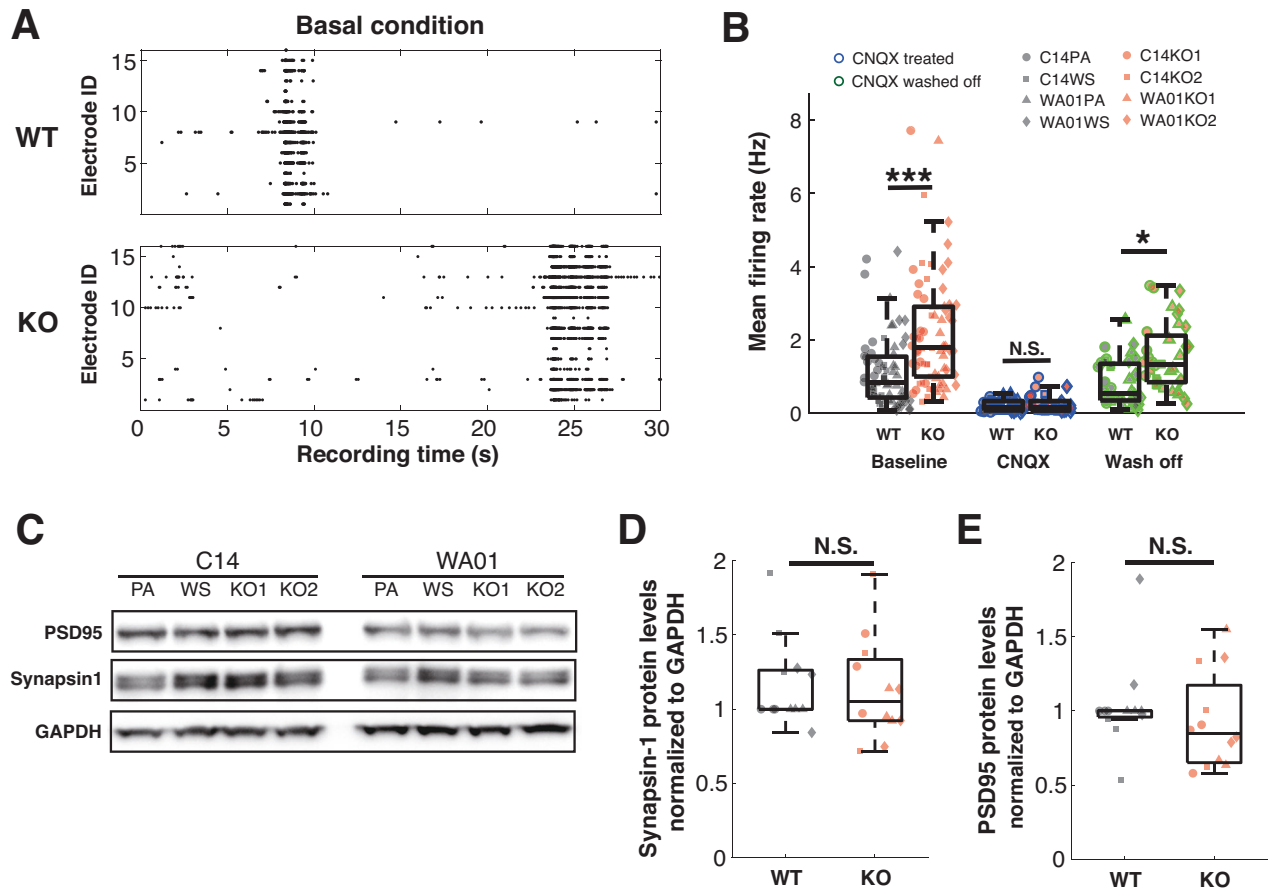 A
Basal condition
WT
Electrode ID
15
10
5
KO
Electrode ID
15
10
5
0
5
10
15
20
25
30
Recording time (s)
B
CNQX treated
CNQX washed off
C14PA
C14WS
WA01PA
WA01WS
C14KO1
C14KO2
WA01KO1
WA01KO2
Mean firing rate (Hz)
8
6
4
2
0
***
N.S.
*
WT
KO
WT
KO
WT
KO
Baseline
CNQX
Wash off
C
C14
WA01
PA
WS
KO1
KO2
PA
WS
KO1
KO2
PSD95
Synapsin1
GAPDH
D
N.S.
Synapsin-1 protein levels
normalized to GAPDH
2
1.5
1
0.5
0
WT
KO
E
N.S.
PSD95 protein levels
normalized to GAPDH
2
1.5
1
0.5
0
WT
KO